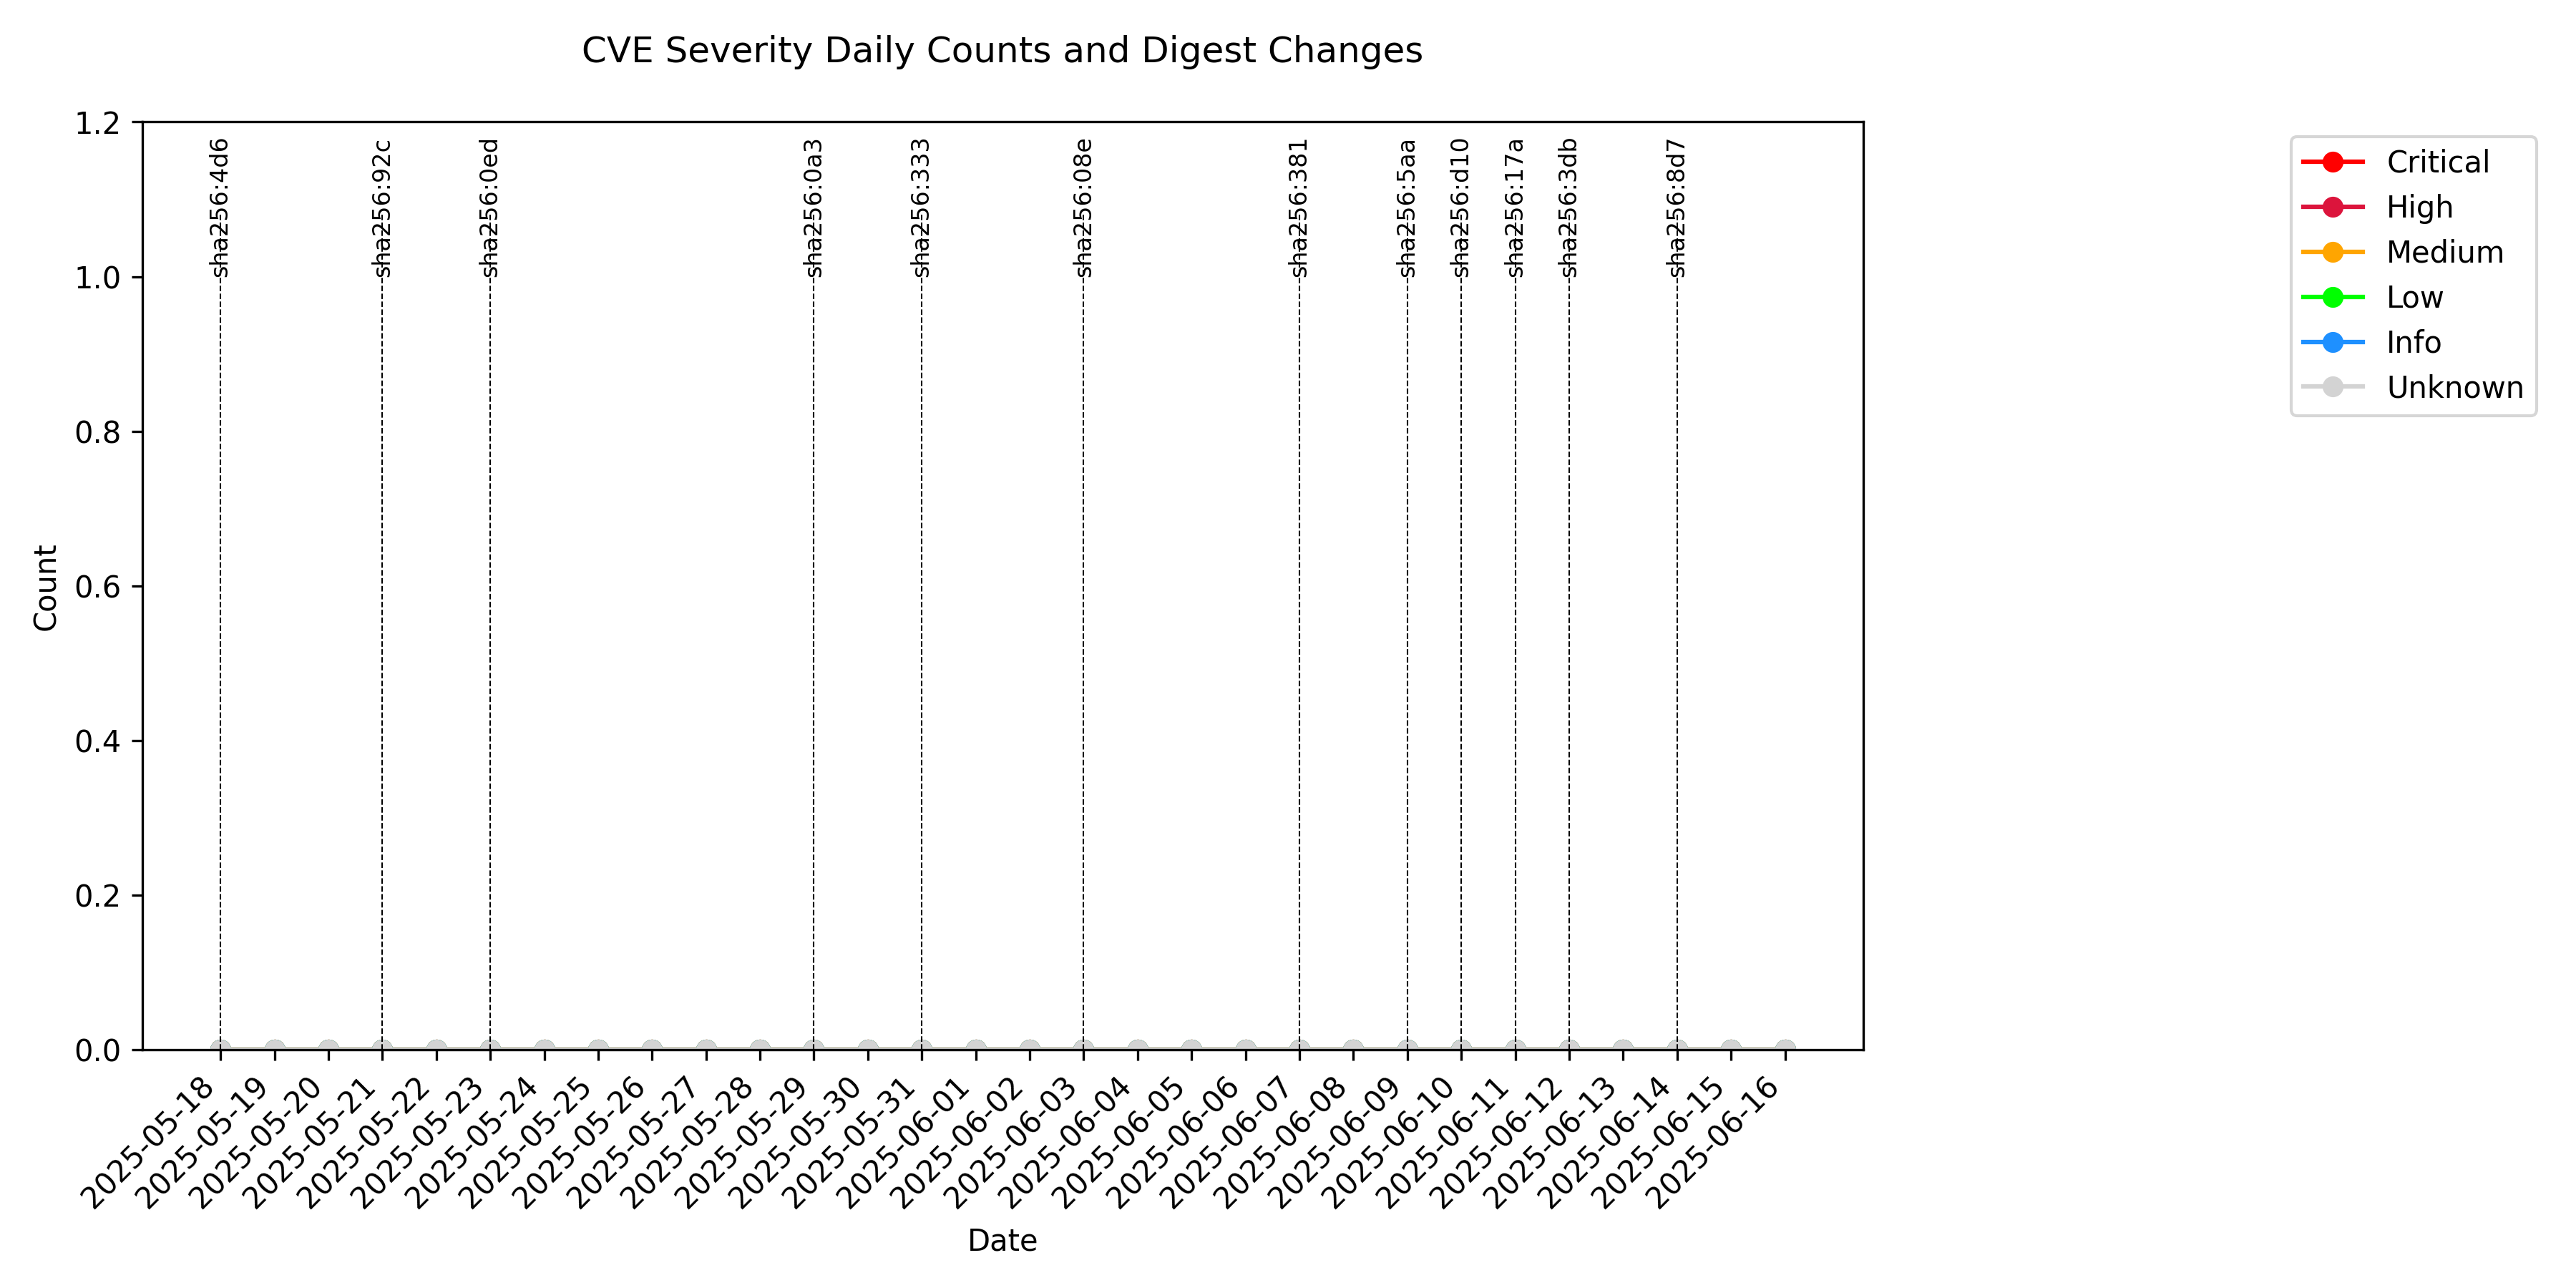 CVE Severity Daily Counts and Digest Changes
1.2
1.0
0.8
0.6
0.4
0.2
0.0
Count
sha256:4d6
sha256:92c
sha256:0ed
sha256:0a3
sha256:333
sha256:08e
sha256:381
sha256:5aa
sha256:d10
sha256:17a
sha256:3db
sha256:8d7
Critical
High
Medium
Low
Info
Unknown
2025-05-18
2025-05-19
2025-05-20
2025-05-21
2025-05-22
2025-05-23
2025-05-24
2025-05-25
2025-05-26
2025-05-27
2025-05-28
2025-05-29
2025-05-30
2025-05-31
2025-06-01
2025-06-02
2025-06-03
2025-06-04
2025-06-05
2025-06-06
2025-06-07
2025-06-08
2025-06-09
2025-06-10
2025-06-11
2025-06-12
2025-06-13
2025-06-14
2025-06-15
2025-06-16
Date